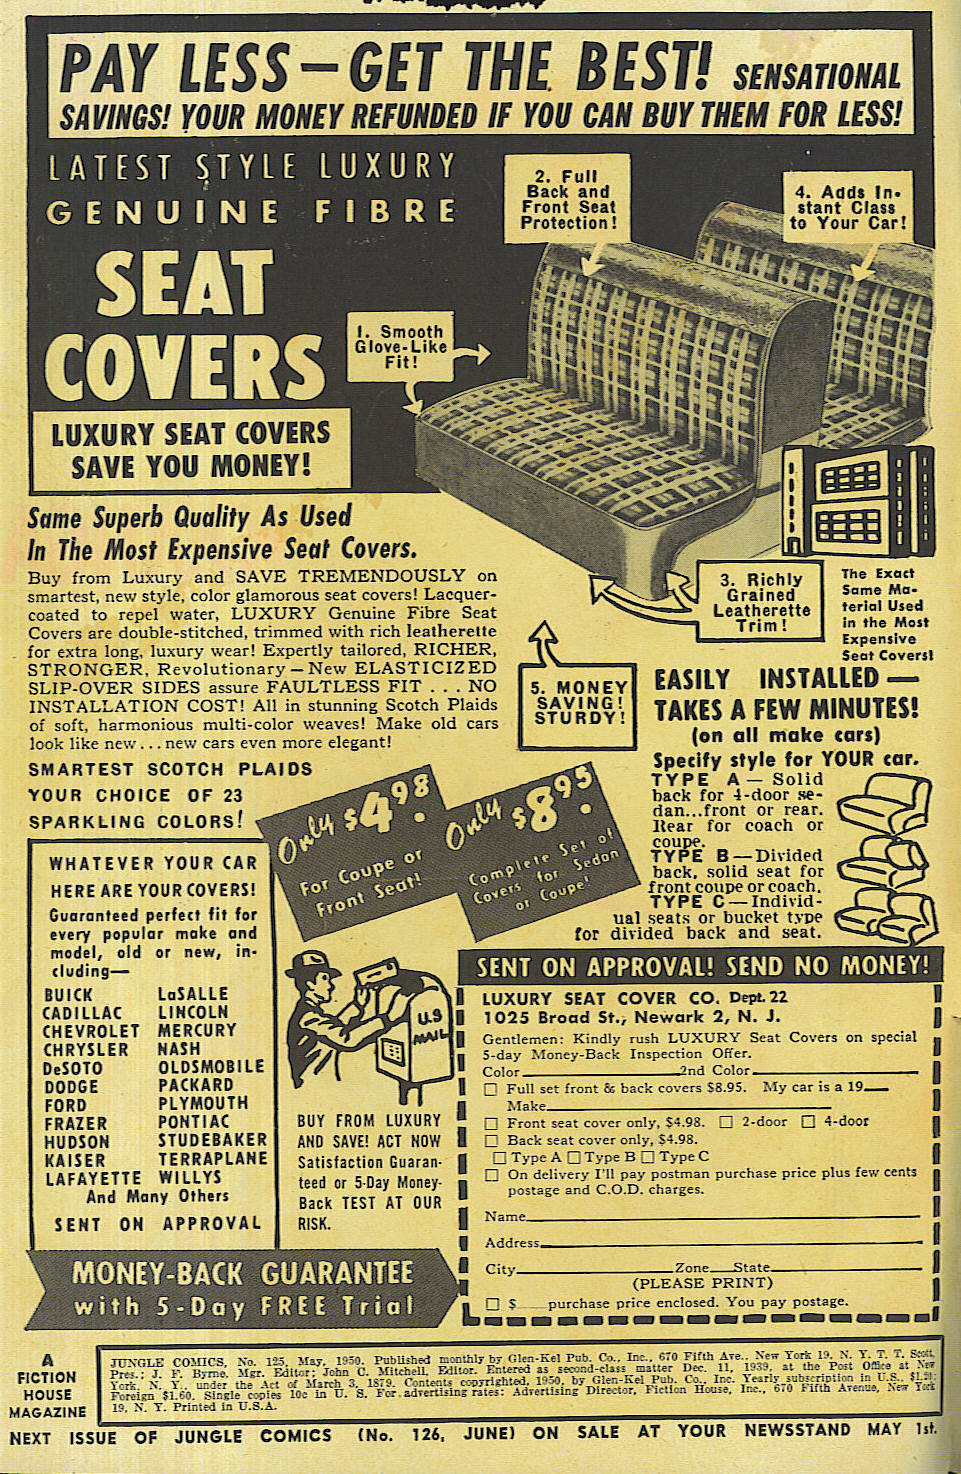 PAY LESS — GET THE BEST! SENSATIONAL
SAVINGS! YOUR MONEY REFUNDED IF YOU CAN BUY THEM FOR LESS!
LATEST STYLE LUXURY
GENUINE FIBRE
SEAT
COVERS
LUXURY SEAT COVERS
SAVE YOU MONEY!
1. Smooth
Glove-Like
Fit!
2. Full
Back and
Front Seat
Protection!
4. Adds In-
stant Class
to Your Car!
3. Richly
Grained
Leatherette
Trim!
The Exact
Same Ma-
terial Used
in the Most
Expensive
Seat Covers!
5. MONEY
SAVING!
STURDY!
Same Superb Quality As Used
In The Most Expensive Seat Covers.
Buy from Luxury and SAVE TREMENDOUSLY on
smartest, new style, color glamorous seat covers! Lacquer-
coated to repel water, LUXURY Genuine Fibre Seat
Covers are double-stitched, trimmed with rich leatherette
for extra long, luxury wear! Expertly tailored, RICHER,
STRONGER, Revolutionary — New ELASTICIZED
SLIP-OVER SIDES assure FAULTLESS FIT . . . NO
INSTALLATION COST! All in stunning Scotch Plaids
of soft, harmonious multi-color weaves! Make old cars
look like new . . . new cars even more elegant!
SMARTEST SCOTCH PLAIDS
YOUR CHOICE OF 23
SPARKLING COLORS!
Only $4.98
For Coupe or
Front Seat!
Only $8.95
Complete Set of
Covers for Sedan
or Coupe!
EASILY INSTALLED —
TAKES A FEW MINUTES!
(on all make cars)
Specify style for YOUR car.
TYPE A — Solid
back for 4-door se-
dan...front or rear.
Rear for coach or
coupe.
TYPE B — Divided
back, solid seat for
front coupe or coach.
TYPE C — Individ-
ual seats or bucket type
for divided back and seat.
WHATEVER YOUR CAR
HERE ARE YOUR COVERS!
Guaranteed perfect fit for
every popular make and
model, old or new, in-
cluding—
BUICK LaSALLE
CADILLAC LINCOLN
CHEVROLET MERCURY
CHRYSLER NASH
DeSOTO OLDSMOBILE
DODGE PACKARD
FORD PLYMOUTH
FRAZER PONTIAC
HUDSON STUDEBAKER
KAISER TERRAPLANE
LAFAYETTE WILLYS
And Many Others
SENT ON APPROVAL
U.S
MAIL
BUY FROM LUXURY
AND SAVE! ACT NOW
Satisfaction Guaran-
teed or 5-Day Money-
Back TEST AT OUR
RISK.
MONEY-BACK GUARANTEE
with 5-Day FREE Trial
SENT ON APPROVAL! SEND NO MONEY!
LUXURY SEAT COVER CO. Dept. 22
1025 Broad St., Newark 2, N. J.
Gentlemen: Kindly rush LUXURY Seat Covers on special
5-day Money-Back Inspection Offer.
Color 2nd Color
Full set front & back covers $8.95. My car is a 19
Make
Front seat cover only, $4.98. 2-door 4-door
Back seat cover only, $4.98.
Type A Type B Type C
On delivery I'll pay postman purchase price plus few cents
postage and C.O.D. charges.
Name
Address
City Zone State
(PLEASE PRINT)
$ purchase price enclosed. You pay postage.
A
FICTION
HOUSE
MAGAZINE
JUNGLE COMICS, No. 125, May, 1950. Published monthly by Glen-Kel Pub. Co., Inc., 670 Fifth Ave., New York 19, N. Y. T. T. Scott,
Pres.; J. F. Byrne, Mgr. Editor; John C. Mitchell, Editor. Entered as second-class matter Dec. 11, 1939, at the Post Office at New
York, N. Y., under the Act of March 3, 1879. Contents copyrighted, 1950, by Glen-Kel Pub. Co., Inc. Yearly subscription in U.S., $1.20;
Foreign $1.60. Single copies 10c in U. S. For advertising rates: Advertising Director, Fiction House, Inc., 670 Fifth Avenue, New York
19, N. Y. Printed in U.S.A.
NEXT ISSUE OF JUNGLE COMICS (No. 126, JUNE) ON SALE AT YOUR NEWSSTAND MAY 1st.